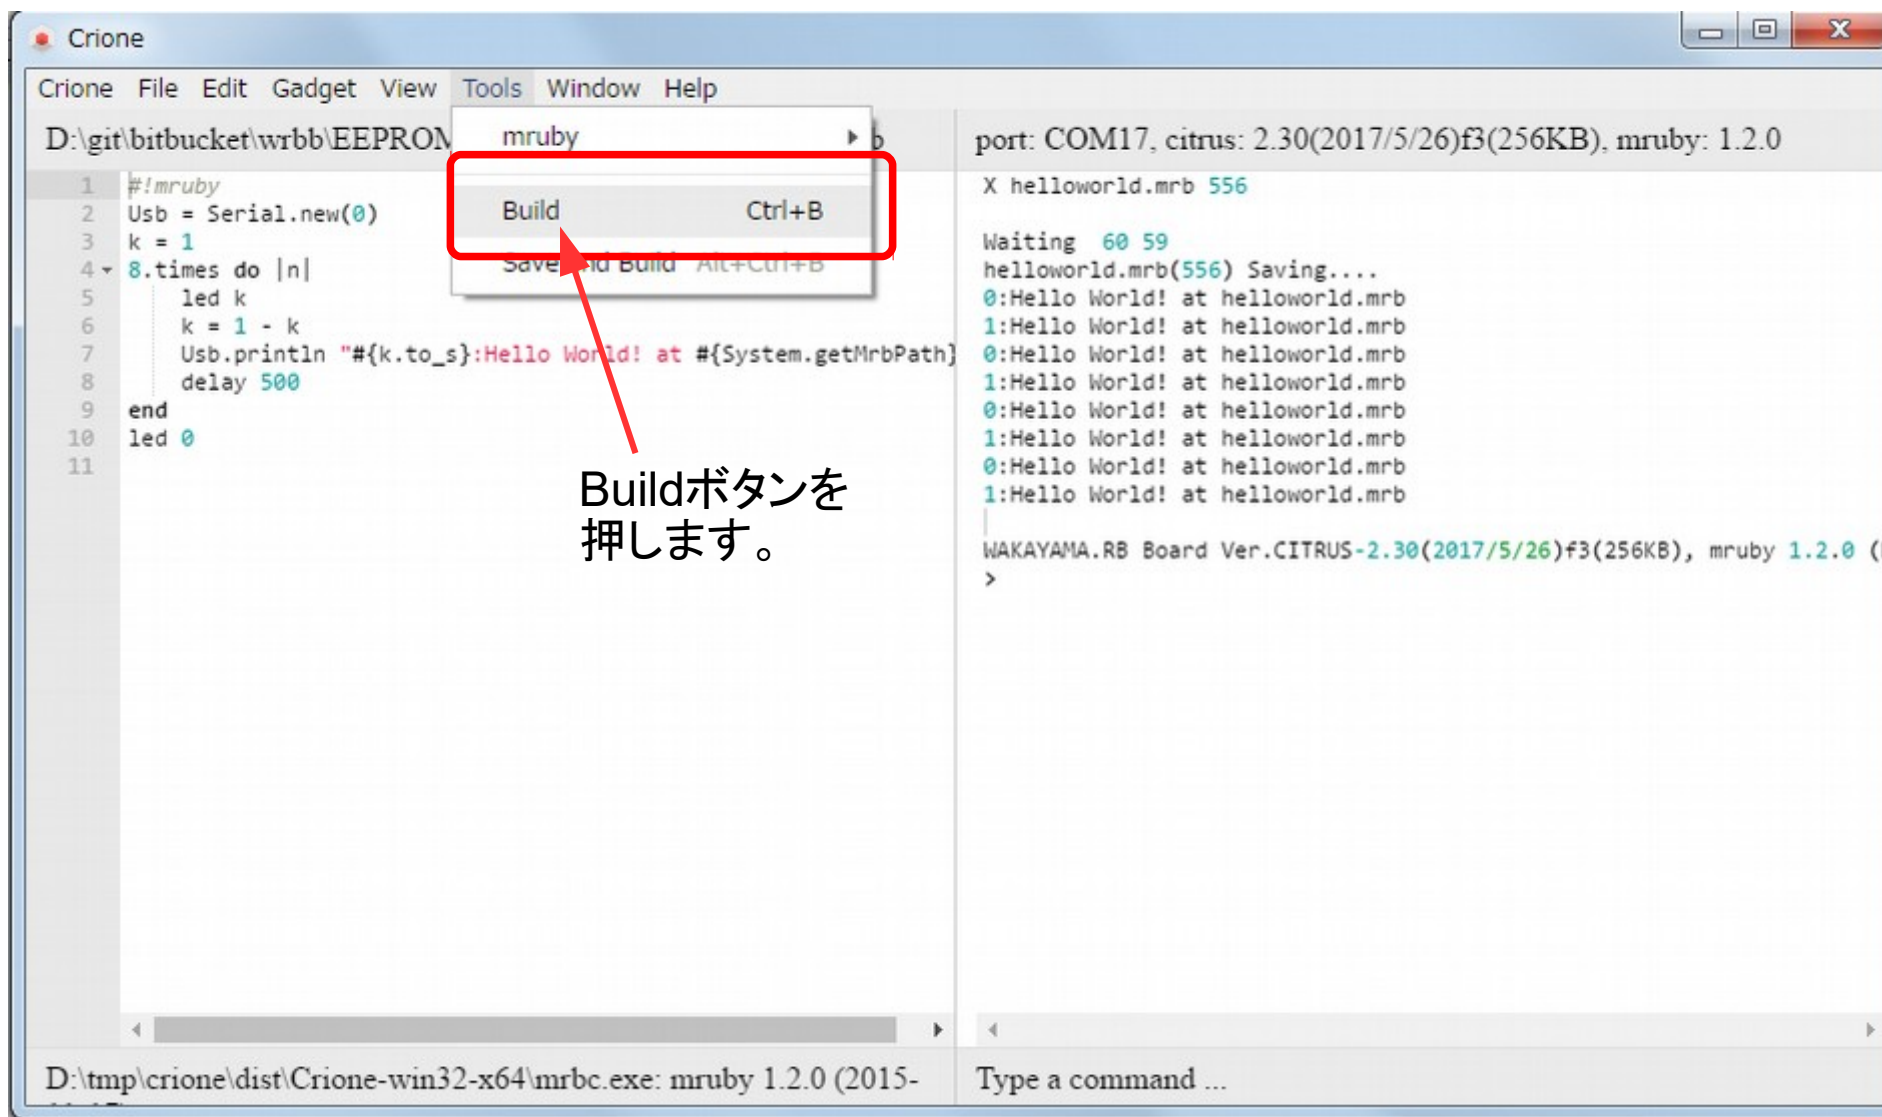 Crione
Crione File Edit Gadget View Tools Window Help
D:\git\bitbucket\wrbb\EEPROM
mruby
Build Ctrl+B
Save and Build Alt+Ctrl+B
1 #!mruby
2 Usb = Serial.new(0)
3 k = 1
4 8.times do |n|
5 led k
6 k = 1 - k
7 Usb.println "#{k.to_s}:Hello World! at #{System.getMrbPath}
8 delay 500
9 end
10 led 0
11
Buildボタンを
押します。
D:\tmp\crione\dist\Crione-win32-x64\mrbc.exe: mruby 1.2.0 (2015-
port: COM17, citrus: 2.30(2017/5/26)f3(256KB), mruby: 1.2.0
X helloworld.mrb 556
Waiting 60 59
helloworld.mrb(556) Saving....
0:Hello World! at helloworld.mrb
1:Hello World! at helloworld.mrb
0:Hello World! at helloworld.mrb
1:Hello World! at helloworld.mrb
0:Hello World! at helloworld.mrb
1:Hello World! at helloworld.mrb
0:Hello World! at helloworld.mrb
1:Hello World! at helloworld.mrb
WAKAYAMA.RB Board Ver.CITRUS-2.30(2017/5/26)f3(256KB), mruby 1.2.0 (
>
Type a command ...